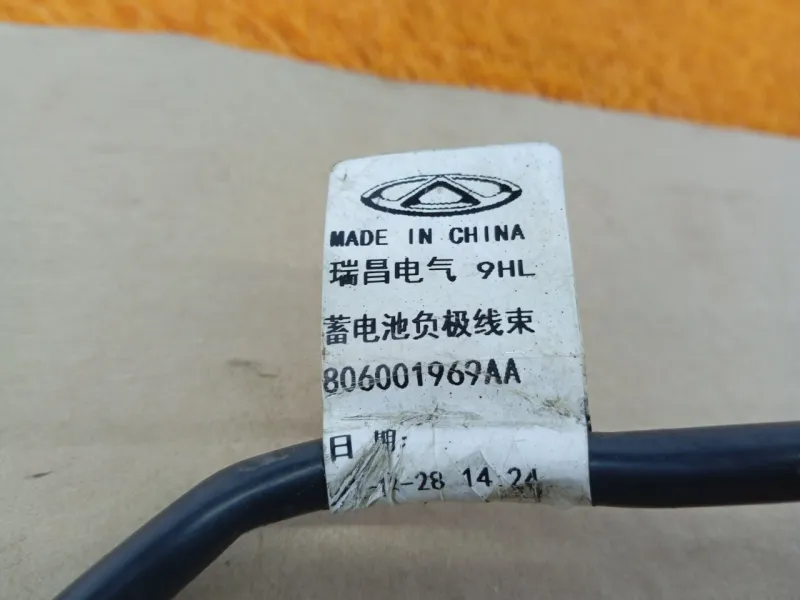 MADE IN CHINA
瑞昌电气 9HL
蓄电池负极线束
806001969AA
日期:
-28 14:24